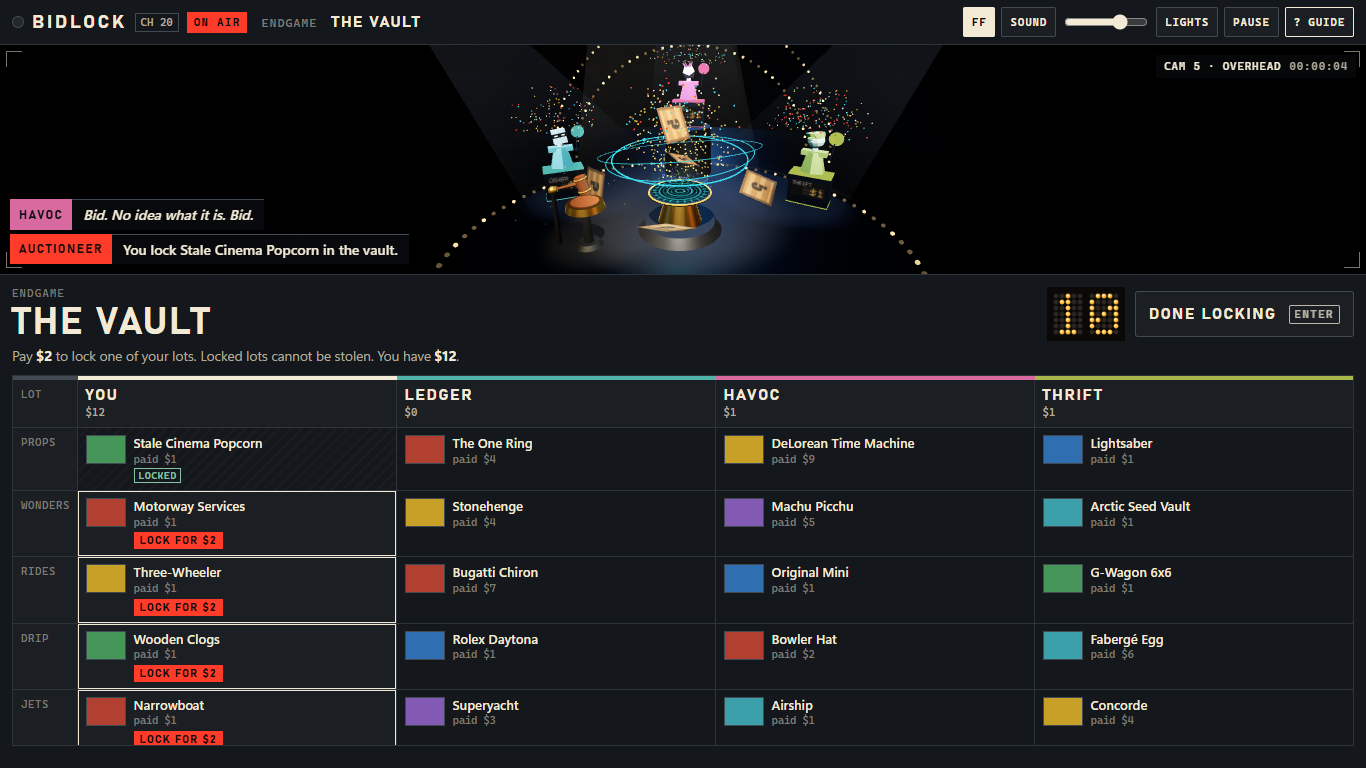 BIDLOCK CH 20 ON AIR ENDGAME THE VAULT FF SOUND LIGHTS PAUSE ? GUIDE
CAM 5 · OVERHEAD 00:00:04
HAVOC Bid. No idea what it is. Bid.
AUCTIONEER You lock Stale Cinema Popcorn in the vault.
ENDGAME
THE VAULT
10 DONE LOCKING ENTER
Pay $2 to lock one of your lots. Locked lots cannot be stolen. You have $12.
LOT YOU LEDGER HAVOC THRIFT
$12 $0 $1 $1
PROPS Stale Cinema Popcorn The One Ring DeLorean Time Machine Lightsaber
paid $1 paid $4 paid $9 paid $1
LOCKED
WONDERS Motorway Services Stonehenge Machu Picchu Arctic Seed Vault
paid $1 paid $4 paid $5 paid $1
LOCK FOR $2
RIDES Three-Wheeler Bugatti Chiron Original Mini G-Wagon 6x6
paid $1 paid $7 paid $1 paid $1
LOCK FOR $2
DRIP Wooden Clogs Rolex Daytona Bowler Hat Fabergé Egg
paid $1 paid $1 paid $2 paid $6
LOCK FOR $2
JETS Narrowboat Superyacht Airship Concorde
paid $1 paid $3 paid $1 paid $4
LOCK FOR $2